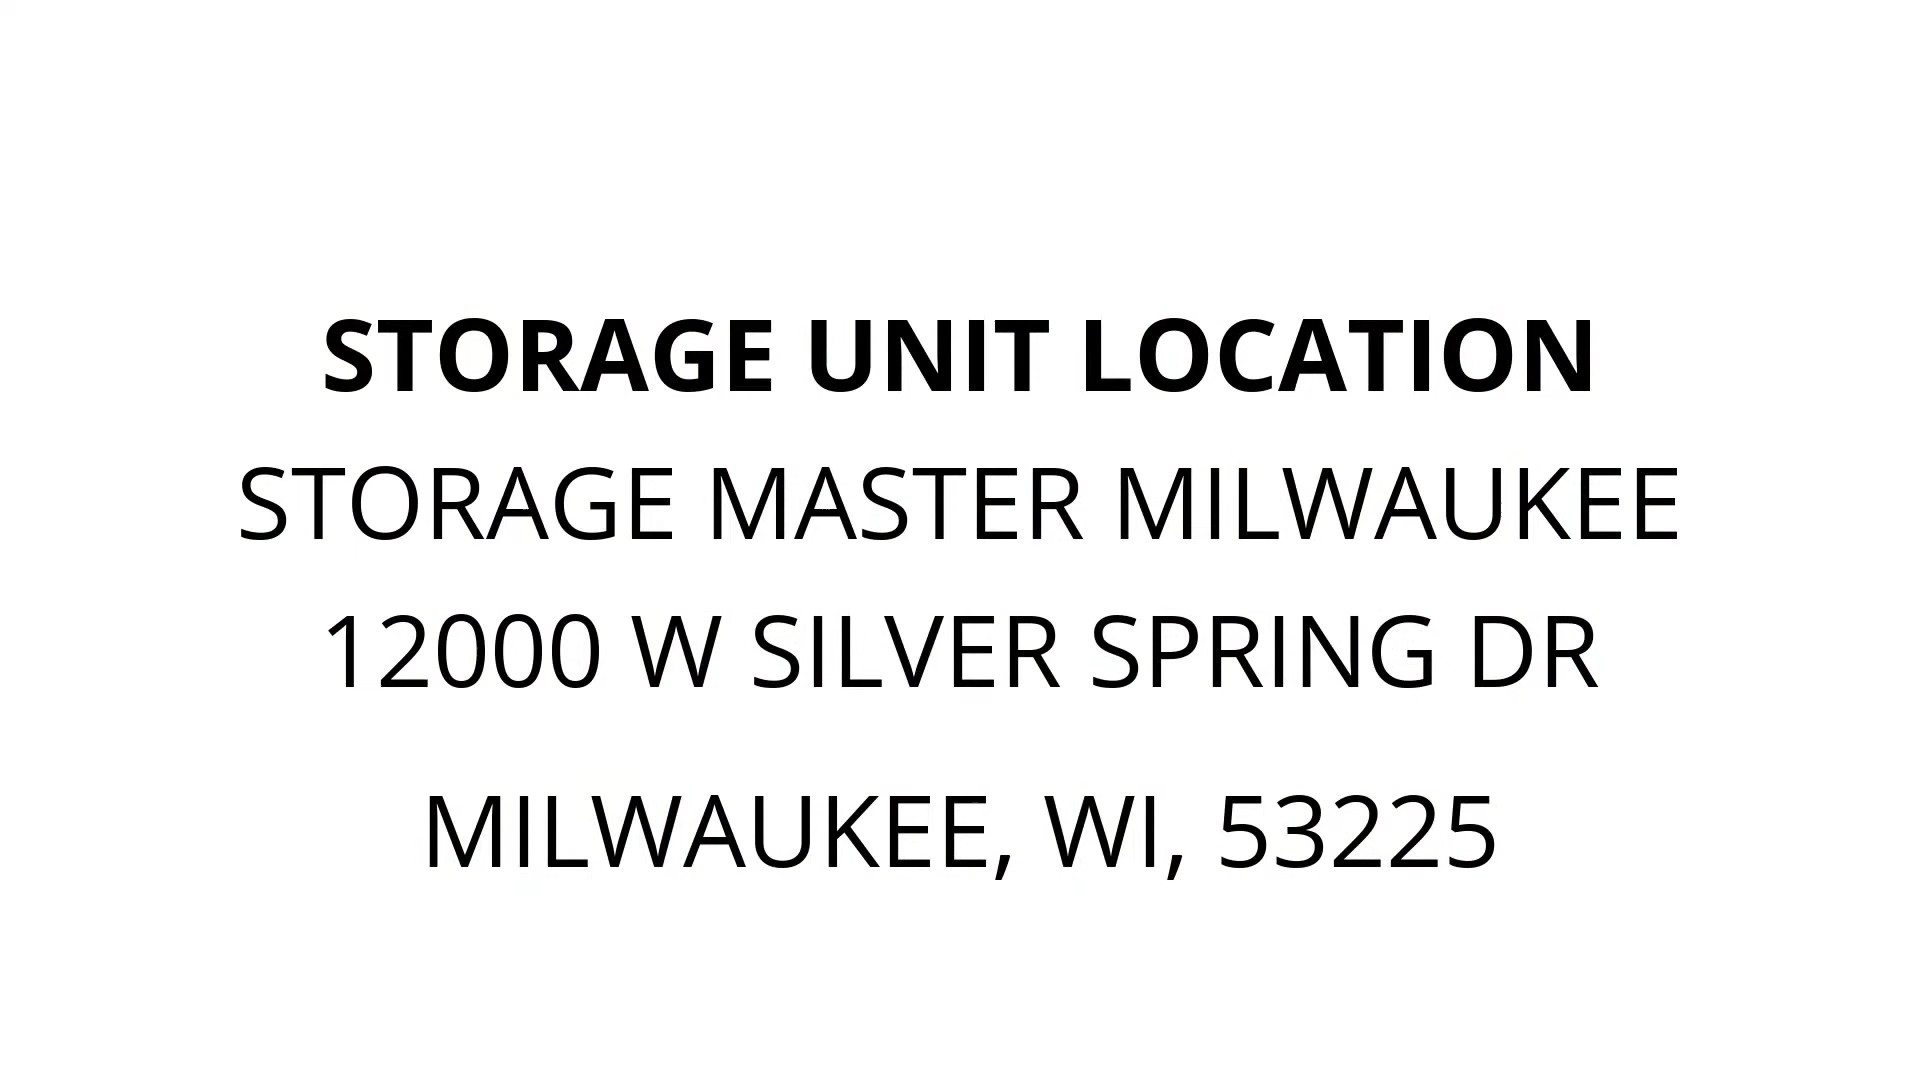 STORAGE UNIT LOCATION
STORAGE MASTER MILWAUKEE
12000 W SILVER SPRING DR
MILWAUKEE, WI, 53225